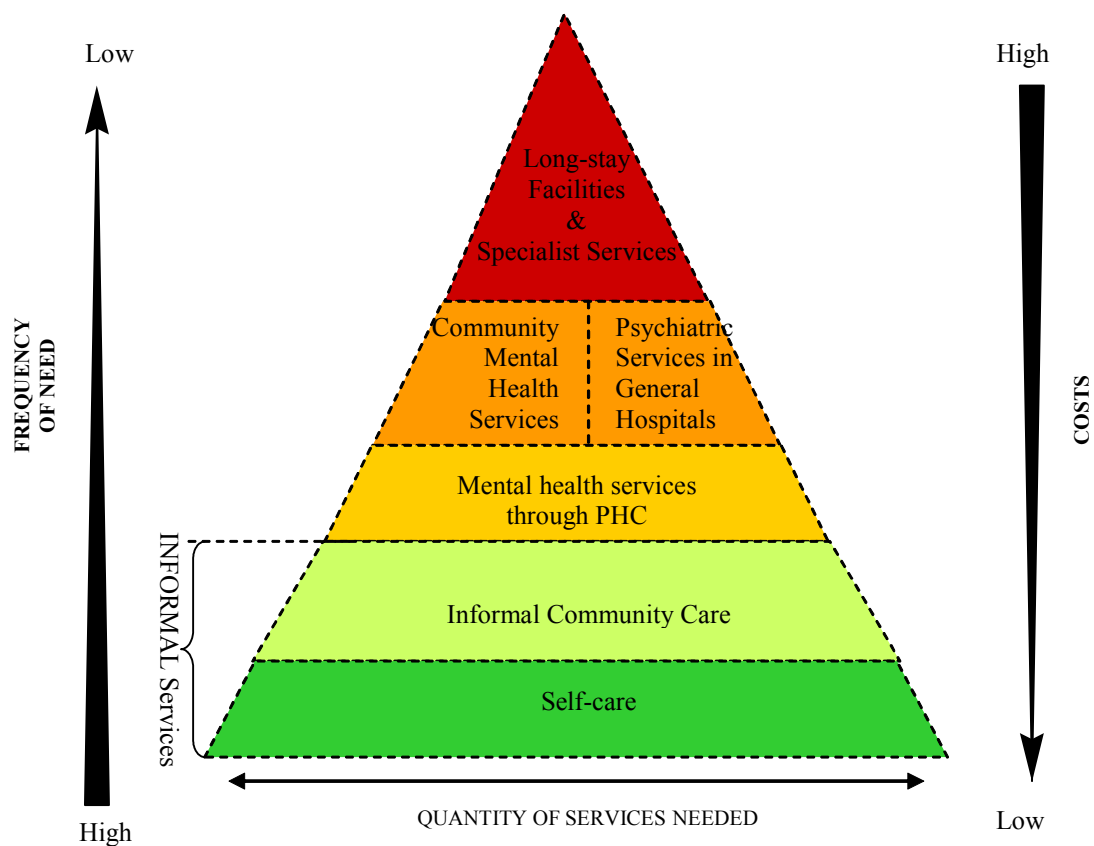 Low
High
Long-stay
Facilities
&
Specialist Services
Community
Mental
Health
Services
Psychiatric
Services in
General
Hospitals
FREQUENCY
OF NEED
COSTS
Mental health services
through PHC
INFORMAL Services
Informal Community Care
Self-care
QUANTITY OF SERVICES NEEDED
High
Low